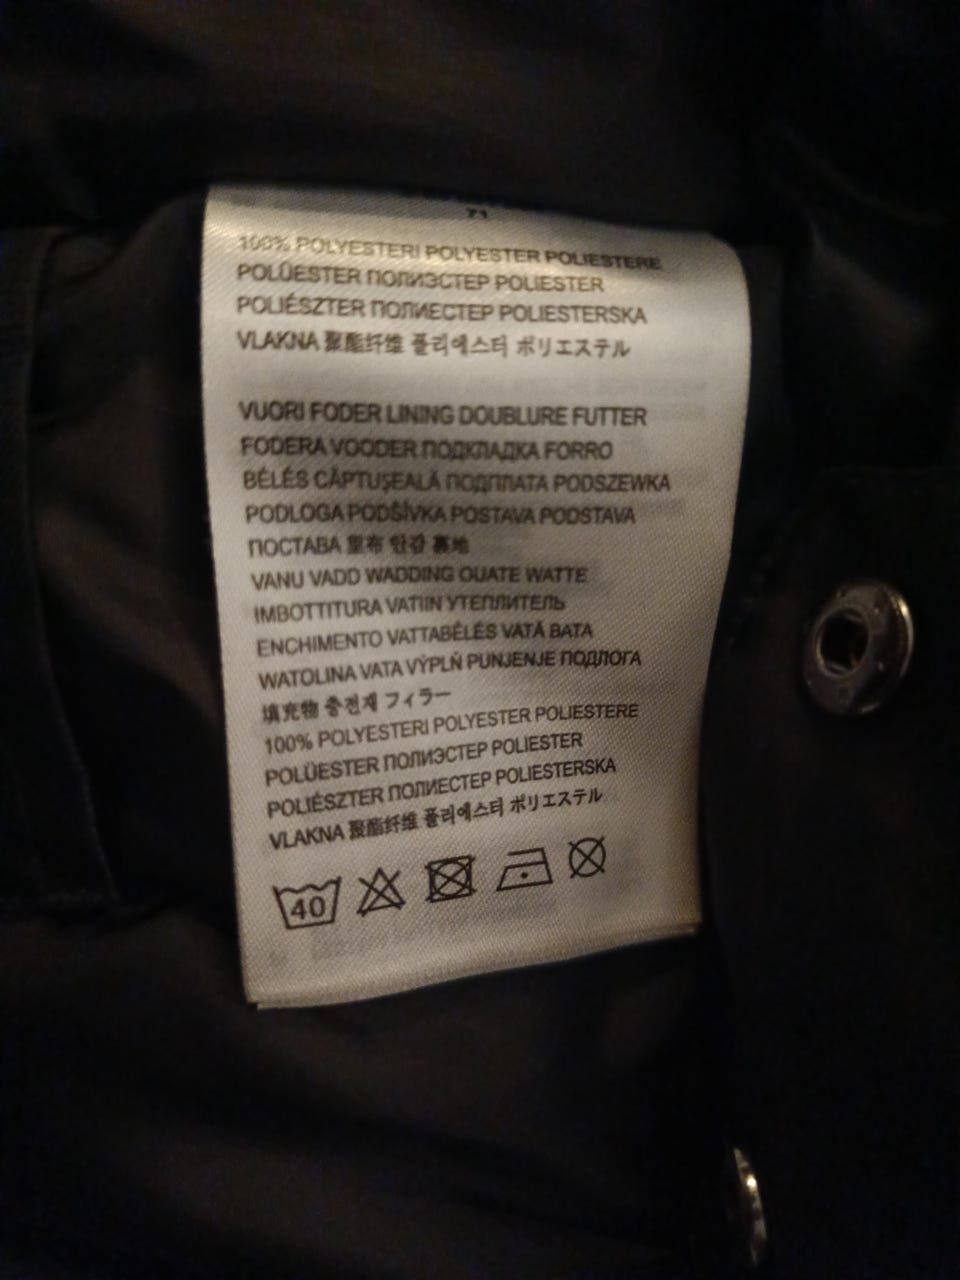 71
100% POLYESTERI POLYESTER POLIESTERE
POLÜESTER ПОЛИЭСТЕР POLIESTER
POLIÉSZTER ПОЛИЕСТЕР POLIESTERSKA
VLAKNA 聚酯纤维 폴리에스터 ポリエステル
VUORI FODER LINING DOUBLURE FUTTER
FODERA VOODER ПОДКЛАДКА FORRO
BÉLÉS CĂPTUŞEALĂ ПОДПЛАТА PODSZEWKA
PODLOGA PODŠÍVKA POSTAVA PODSTAVA
ПОСТАВА 里布 안감 裏地
VANU VADD WADDING OUATE WATTE
IMBOTTITURA VATIIN УТЕПЛИТЕЛЬ
ENCHIMENTO VATTABÉLÉS VATĂ ВАТА
WATOLINA VATA VÝPLŇ PUNJENJE ПОДЛОГА
填充物 충전재 フィラー
100% POLYESTERI POLYESTER POLIESTERE
POLÜESTER ПОЛИЭСТЕР POLIESTER
POLIÉSZTER ПОЛИЕСТЕР POLIESTERSKA
VLAKNA 聚酯纤维 폴리에스터 ポリエステル
40